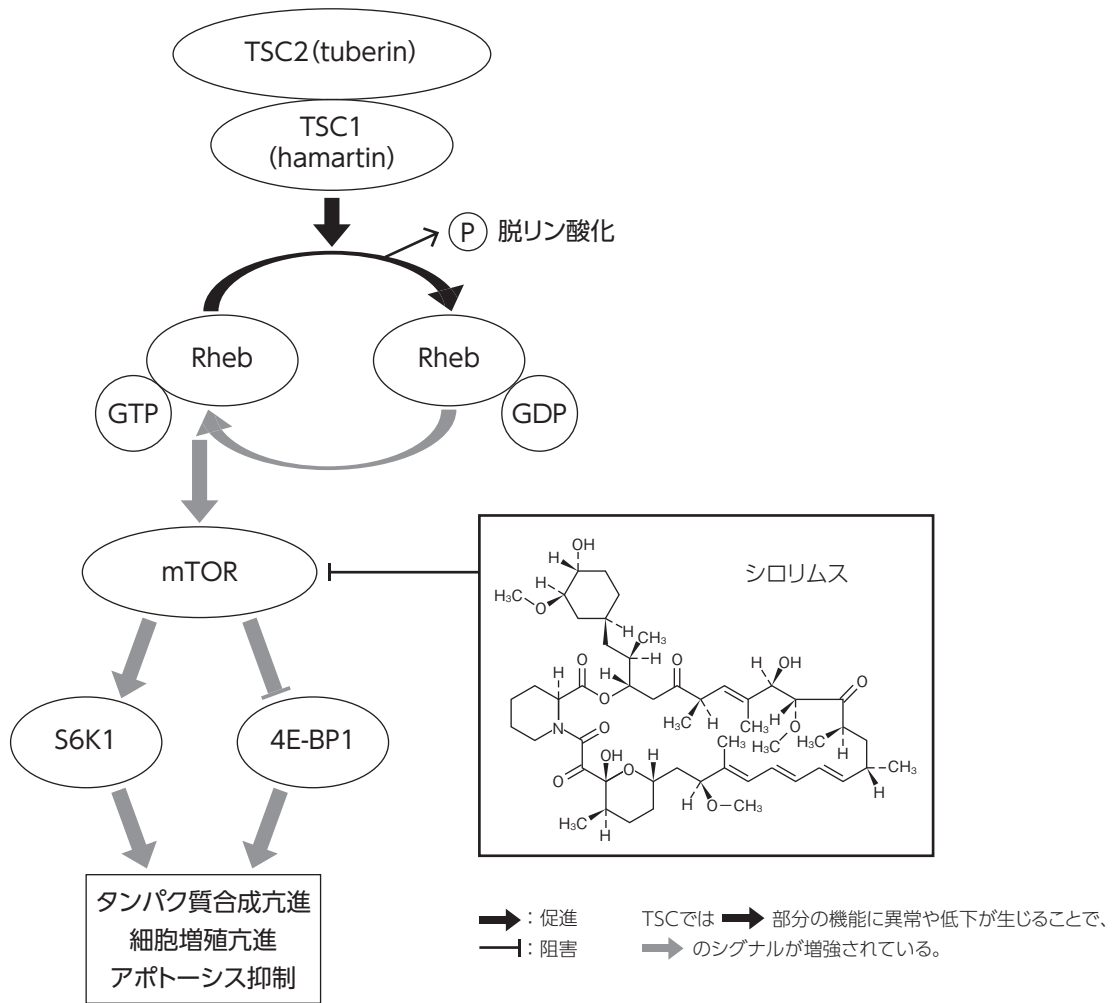 TSC2(tuberin)
TSC1
(hamartin)
P 脱リン酸化
Rheb
Rheb
GTP
GDP
mTOR
シロリムス
OH
H
H
H₃C
O
H
CH₃
H
H
O
O
O
H
OH
O
O
CH₃
H
CH₃
H
O
H₃C
CH₃
H
N
O
O
OH
O
CH₃
CH₃
H
H
O–CH₃
H₃C
H
S6K1
4E-BP1
タンパク質合成亢進
細胞増殖亢進
アポトーシス抑制
:促進
:阻害
TSCでは 部分の機能に異常や低下が生じることで、
のシグナルが増強されている。